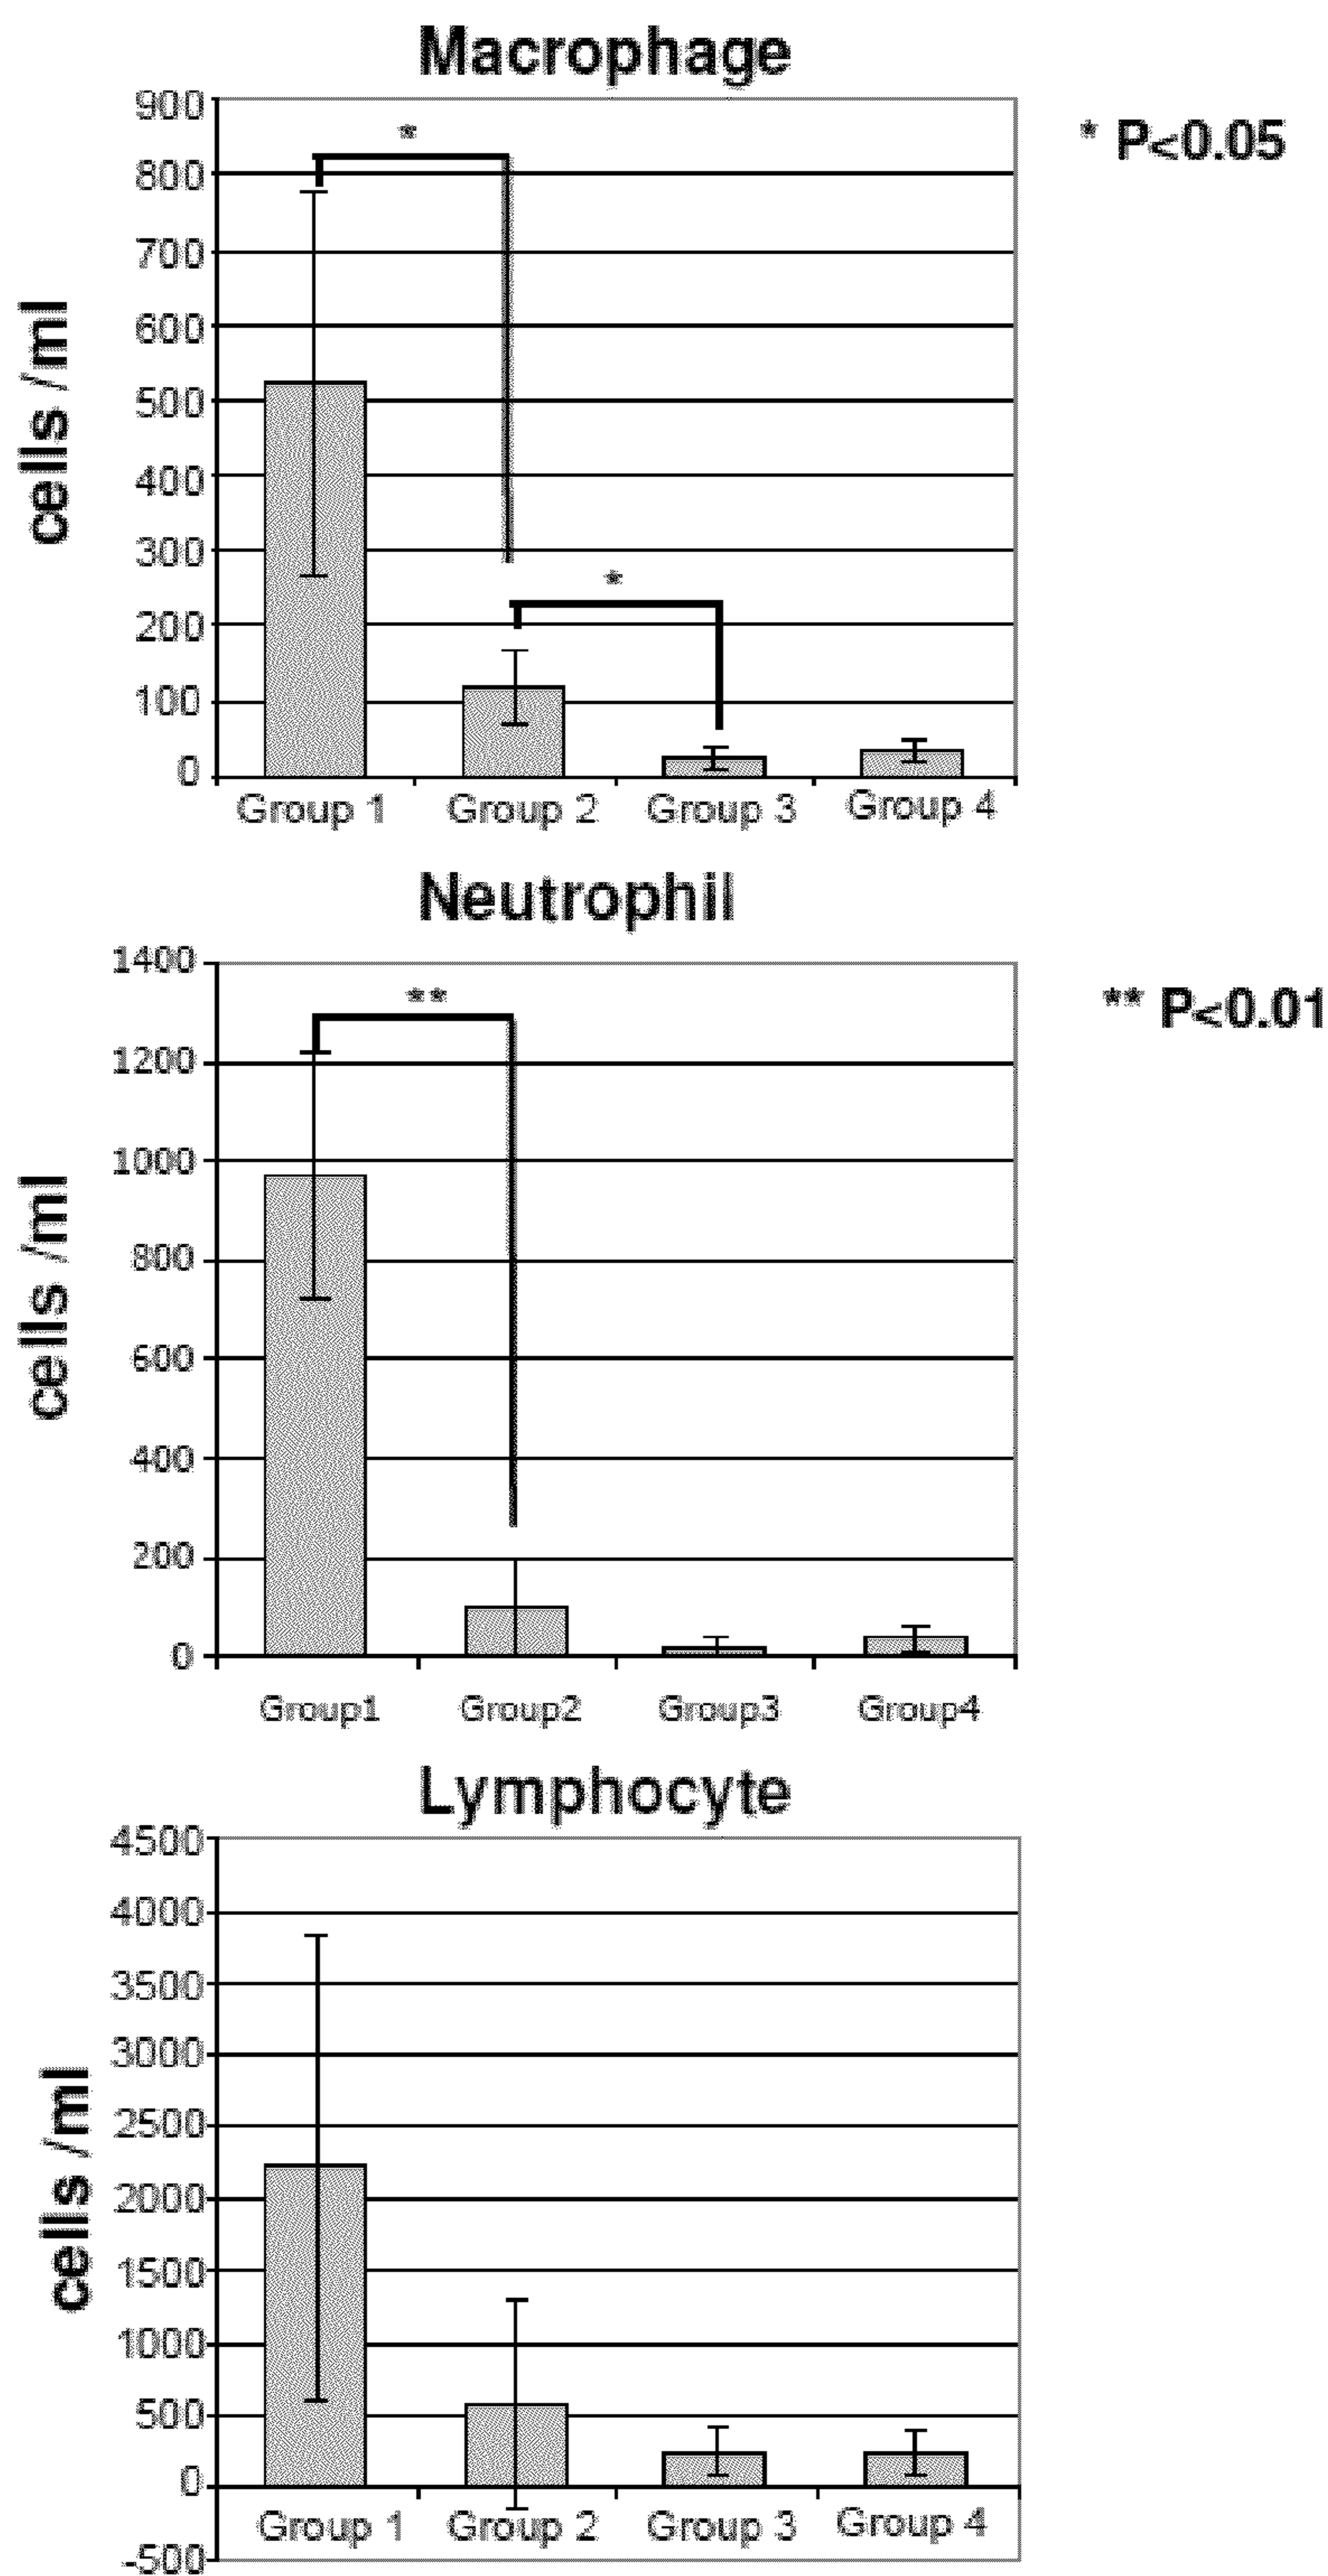 Macrophage
900
* P<0.05
*
800
700
600
500
400
300
*
200
100
0
cells /ml
Group 1 Group 2 Group 3 Group 4
Neutrophil
1400
** P<0.01
**
1200
1000
800
600
400
200
0
cells /ml
Group1 Group2 Group3 Group4
Lymphocyte
4500
4000
3500
3000
2500
2000
1500
1000
500
0
-500
cells /ml
Group 1 Group 2 Group 3 Group 4